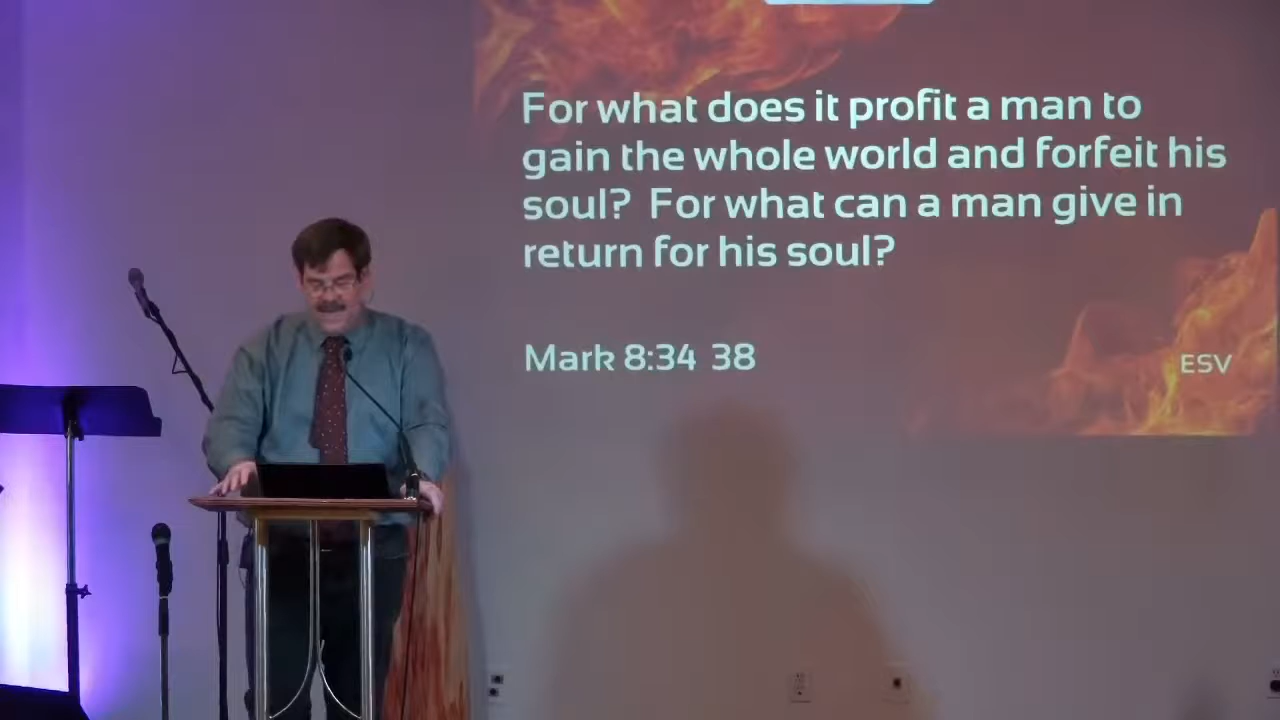 For what does it profit a man to
gain the whole world and forfeit his
soul?  For what can a man give in
return for his soul?
Mark 8:34 38
ESV